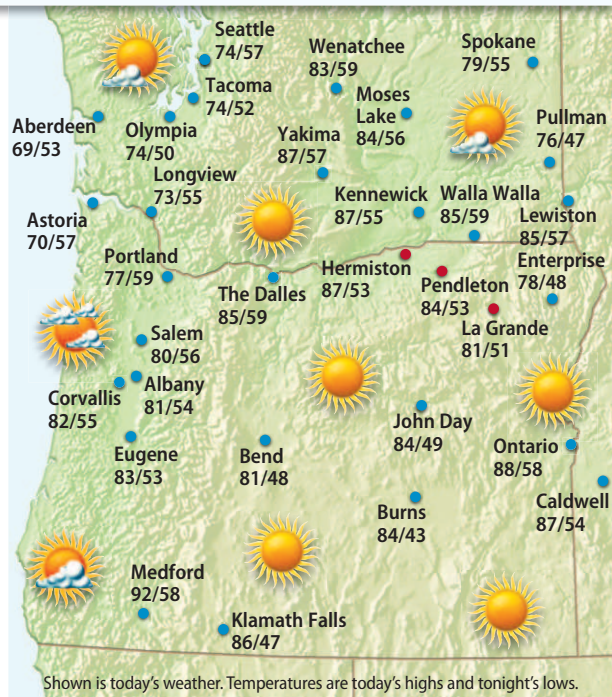 Seattle
74/57
Wenatchee
83/59
Spokane
79/55
Tacoma
74/52
Moses
Lake
84/56
Pullman
76/47
Aberdeen
69/53
Olympia
74/50
Yakima
87/57
Longview
73/55
Kennewick
87/55
Walla Walla
85/59
Lewiston
85/57
Astoria
70/57
Portland
77/59
The Dalles
85/59
Hermiston
87/53
Pendleton
84/53
Enterprise
78/48
La Grande
81/51
Salem
80/56
Albany
81/54
Corvallis
82/55
Eugene
83/53
Bend
81/48
John Day
84/49
Ontario
88/58
Caldwell
87/54
Burns
84/43
Medford
92/58
Klamath Falls
86/47
Shown is today's weather. Temperatures are today's highs and tonight's lows.